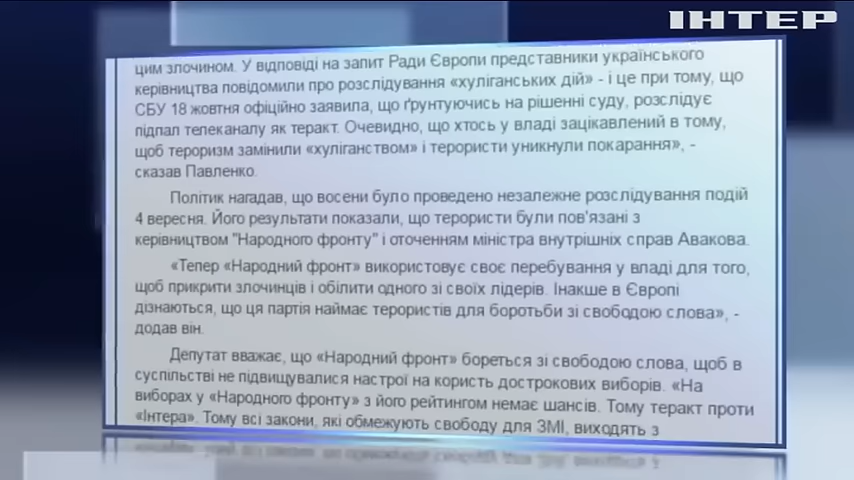 ІНТЕР
цим злочином. У відповіді на запит Ради Європи представники українського
керівництва повідомили про розслідування «хуліганських дій» - і це при тому, що
СБУ 18 жовтня офіційно заявила, що ґрунтуючись на рішенні суду, розслідує
підпал телеканалу як теракт. Очевидно, що хтось у владі зацікавлений в тому,
щоб тероризм замінили «хуліганством» і терористи уникнули покарання», -
сказав Павленко.
Політик нагадав, що восени було проведено незалежне розслідування подій
4 вересня. Його результати показали, що терористи були пов'язані з
керівництвом "Народного фронту" і оточенням міністра внутрішніх справ Авакова.
«Тепер «Народний фронт» використовує своє перебування у владі для того,
щоб прикрити злочинців і обілити одного зі своїх лідерів. Інакше в Європі
дізнаються, що ця партія наймає терористів для боротьби зі свободою слова», -
додав він.
Депутат вважає, що «Народний фронт» бореться зі свободою слова, щоб в
суспільстві не підвищувалися настрої на користь дострокових виборів. «На
виборах у «Народного фронту» з його рейтингом немає шансів. Тому теракт проти
«Інтера». Тому всі закони, які обмежують свободу для ЗМІ, виходять з